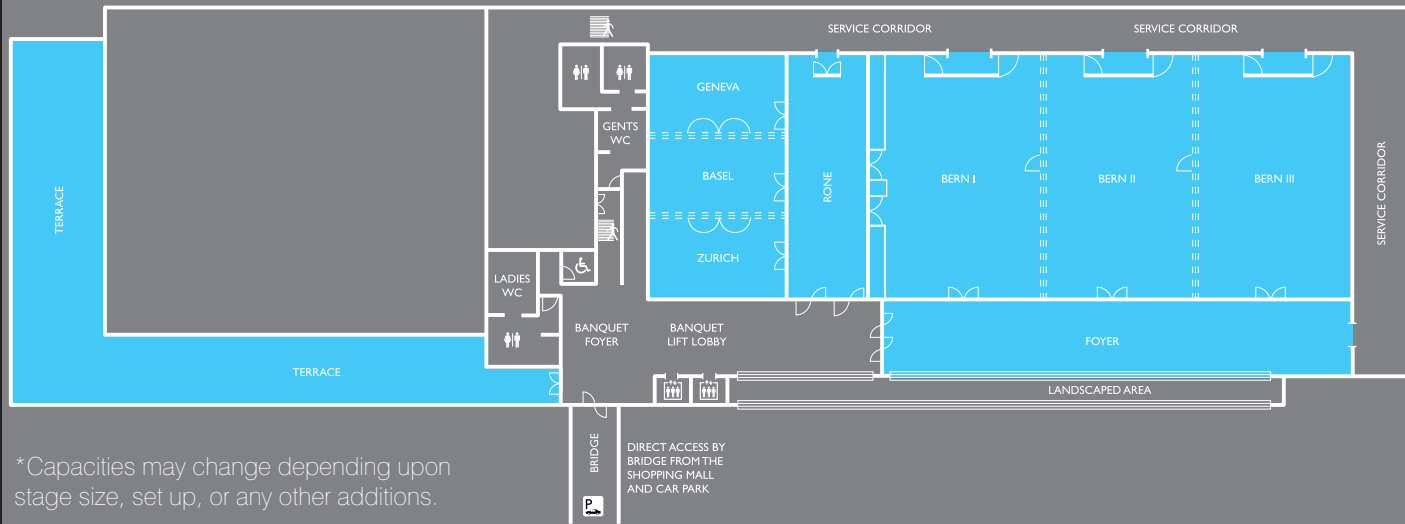 SERVICE CORRIDOR
SERVICE CORRIDOR
GENEVA
GENTS
WC
BASEL
RONE
BERN I
BERN II
BERN III
SERVICE CORRIDOR
TERRACE
ZURICH
LADIES
WC
BANQUET
FOYER
BANQUET
LIFT LOBBY
FOYER
TERRACE
LANDSCAPED AREA
BRIDGE
DIRECT ACCESS BY
BRIDGE FROM THE
SHOPPING MALL
AND CAR PARK
P
*Capacities may change depending upon
stage size, set up, or any other additions.